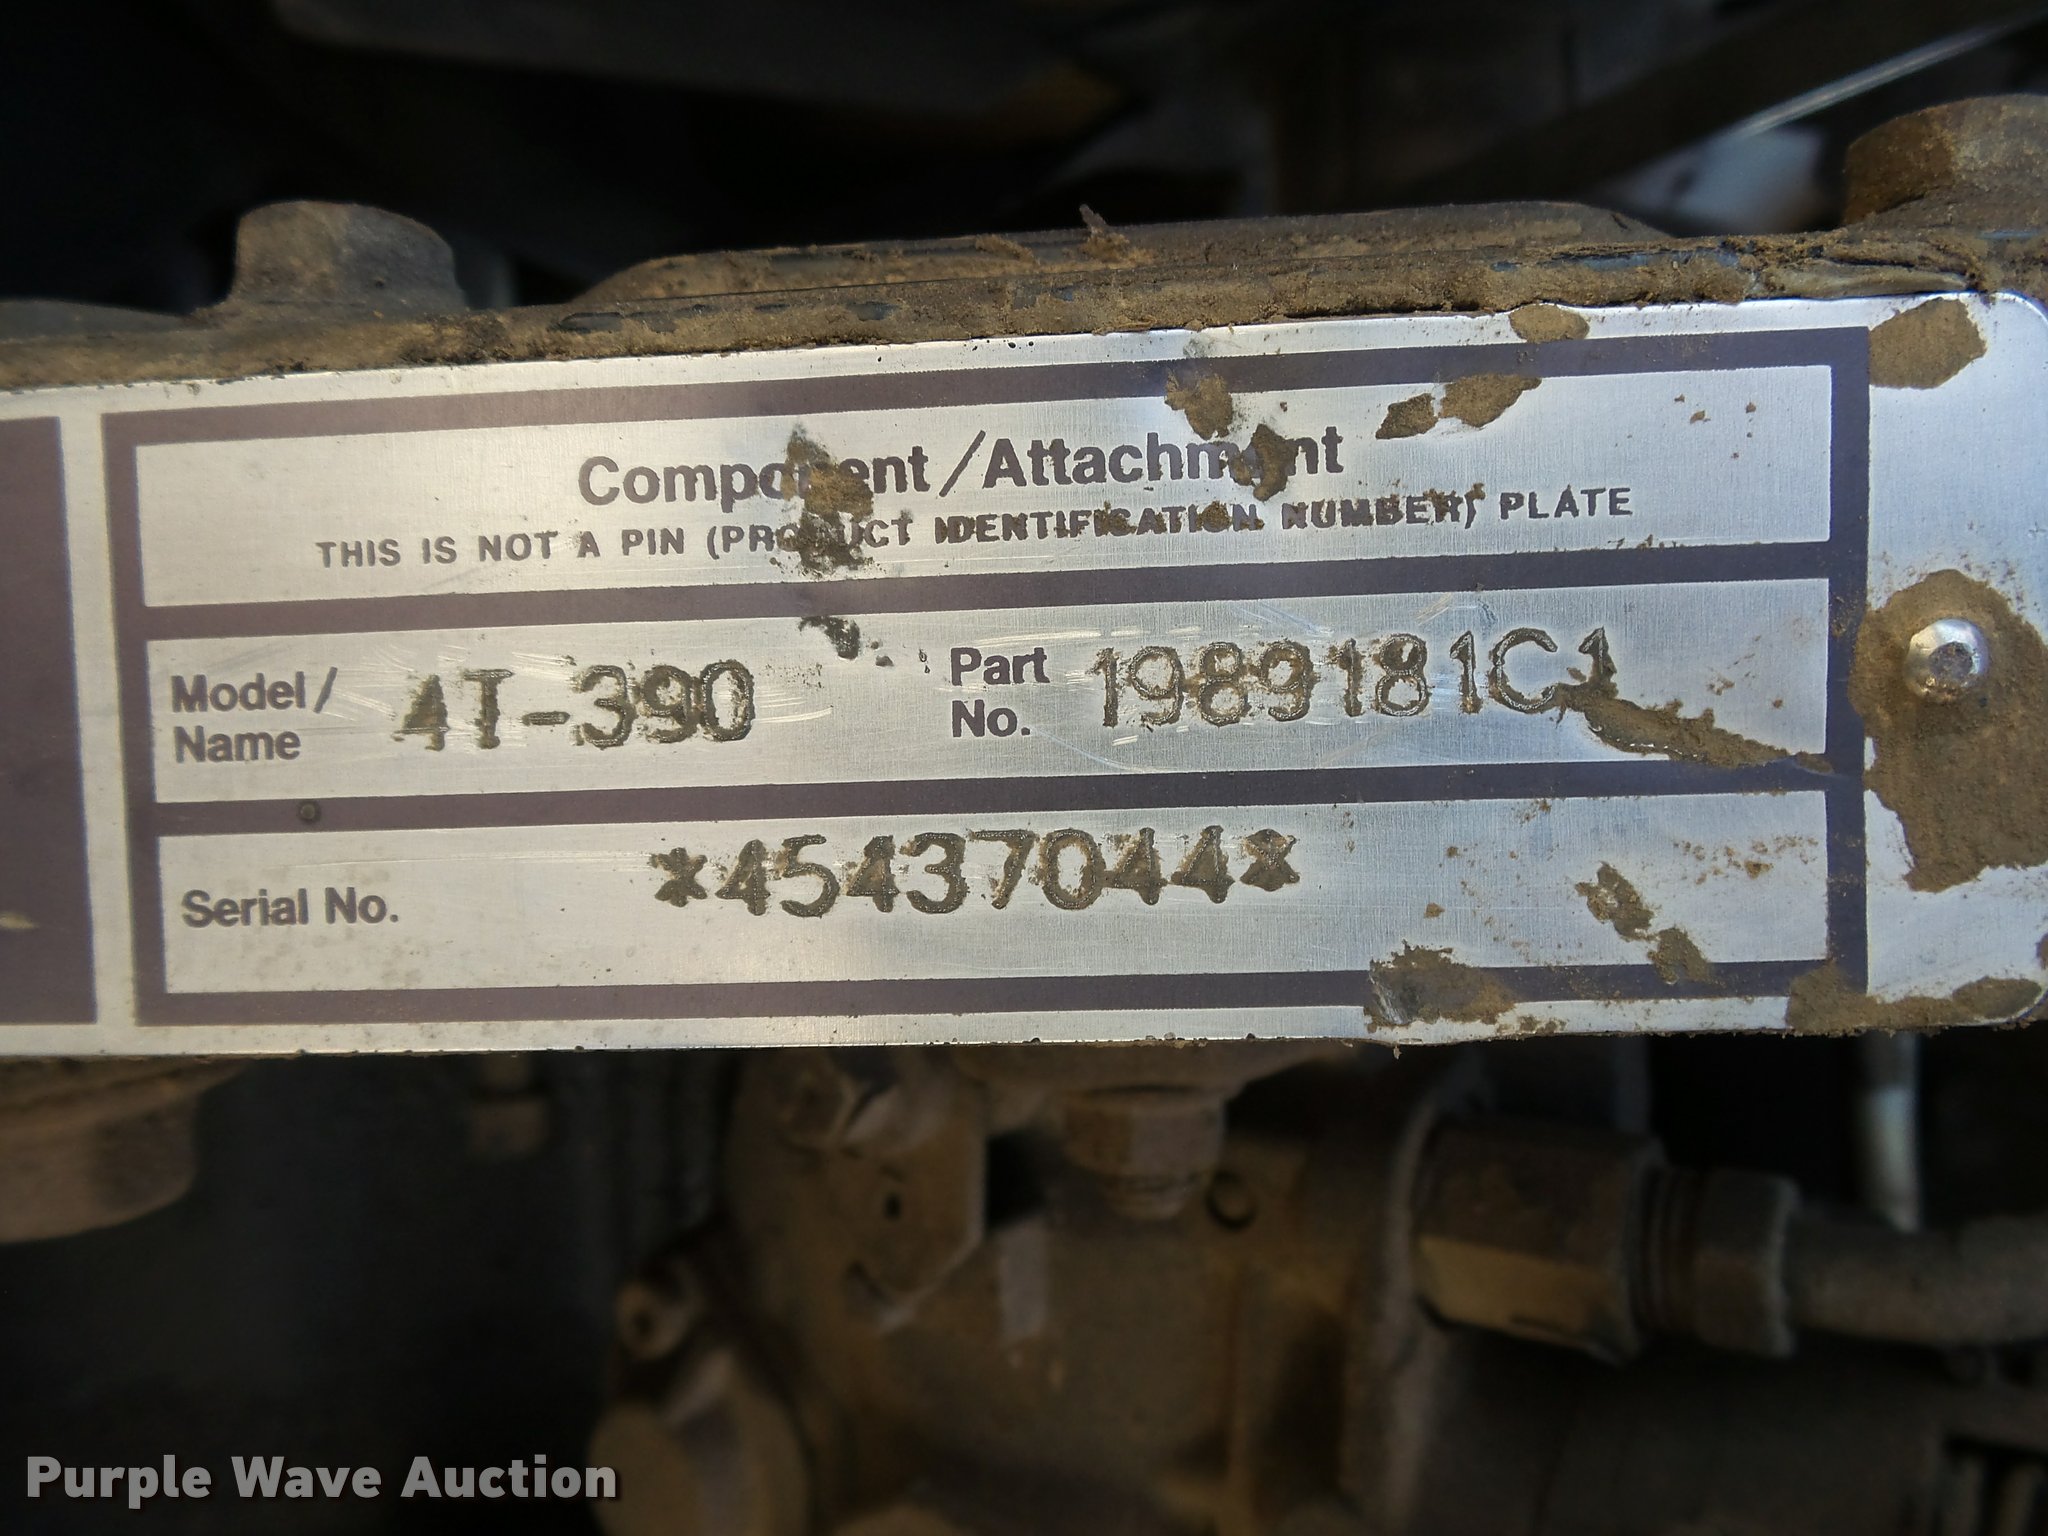 Component/Attachment
THIS IS NOT A PIN (PRODUCT IDENTIFICATION NUMBER) PLATE
Model/ Name 4T-390 Part No. 1989181C1
Serial No. *45437044*
Purple Wave Auction